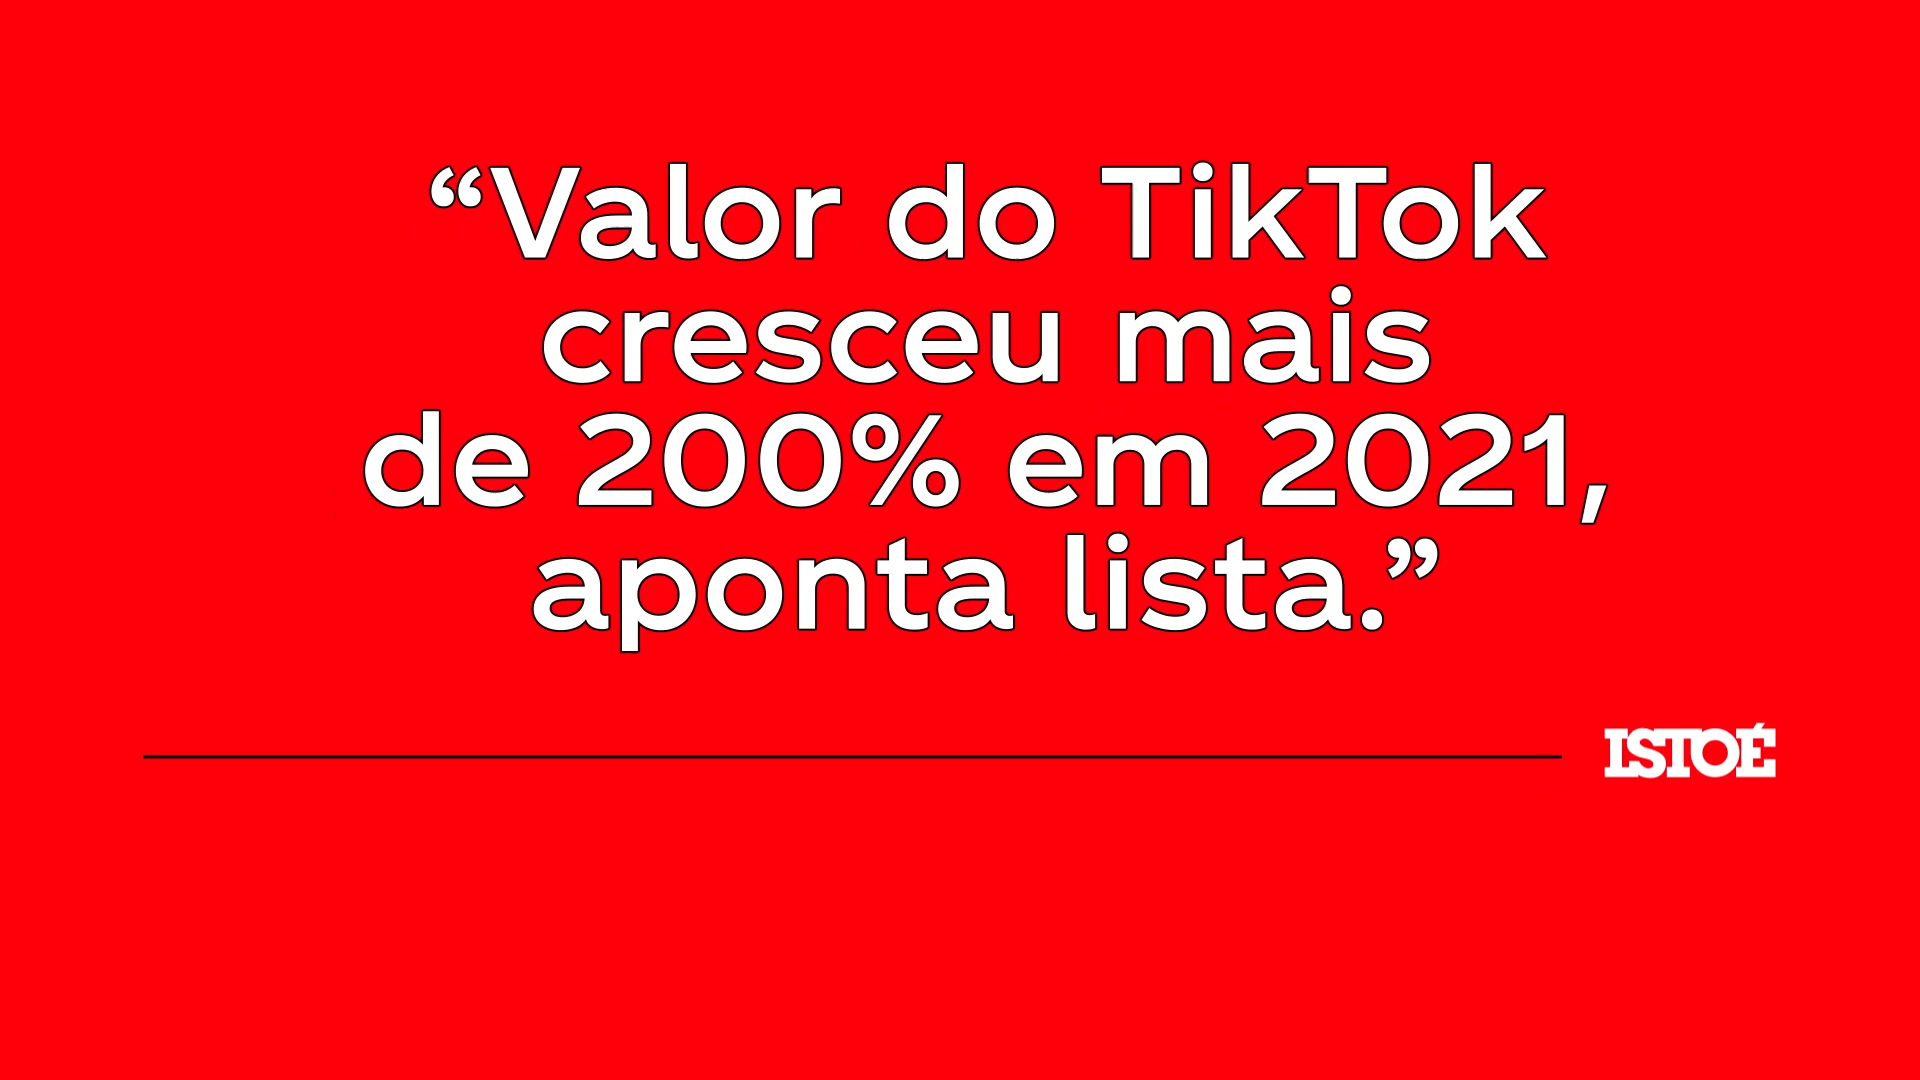 “Valor do TikTok
cresceu mais
de 200% em 2021,
aponta lista.”
ISTOÉ